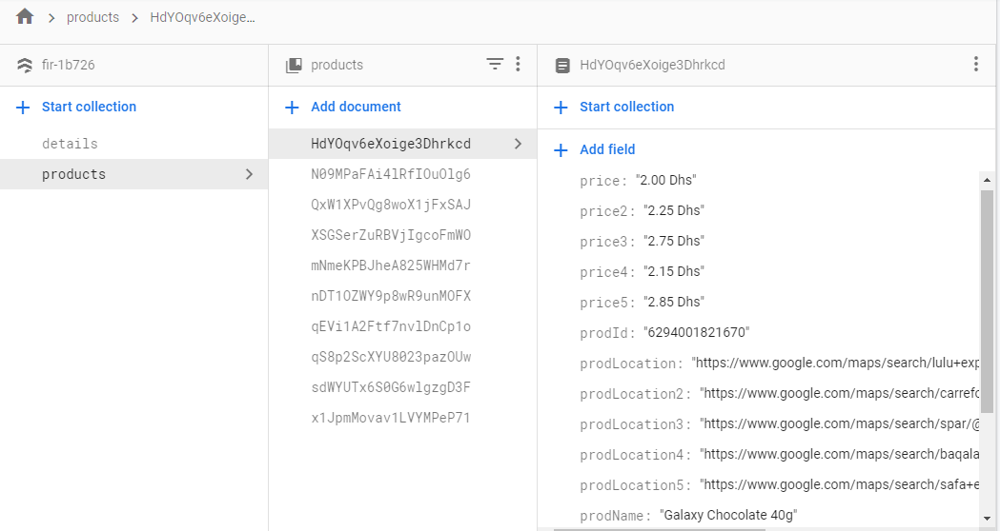 products HdYOqv6eXoige...
fir-1b726
Start collection
details
products
products
Add document
HdYOqv6eXoige3Dhrkcd
N09MPaFAi4lRfIOuOlg6
QxW1XPvQg8woX1jFxSAJ
XSGSerZuRBVjIgcoFmWO
mNmeKPBJheA825WHMd7r
nDT1OZWY9p8wR9unMOFX
qEVi1A2Ftf7nvlDnCp1o
qS8p2ScXYU8023pazOUw
sdWYUTx6S0G6wlgzgD3F
x1JpmMovav1LVYMPeP71
HdYOqv6eXoige3Dhrkcd
Start collection
Add field
price: "2.00 Dhs"
price2: "2.25 Dhs"
price3: "2.75 Dhs"
price4: "2.15 Dhs"
price5: "2.85 Dhs"
prodId: "6294001821670"
prodLocation: "https://www.google.com/maps/search/lulu+exp
prodLocation2: "https://www.google.com/maps/search/carrefo
prodLocation3: "https://www.google.com/maps/search/spar/@
prodLocation4: "https://www.google.com/maps/search/baqala
prodLocation5: "https://www.google.com/maps/search/safa+e
prodName: "Galaxy Chocolate 40g"